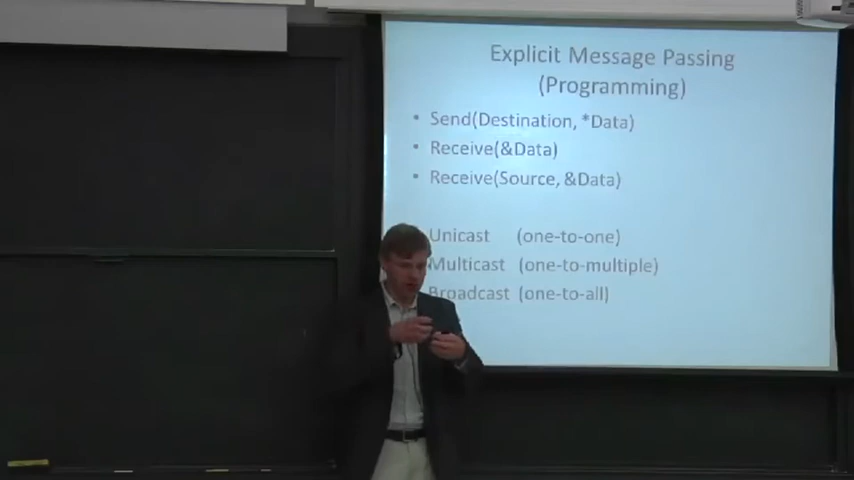 Explicit Message Passing
(Programming)
• Send(Destination, *Data)
• Receive(&Data)
• Receive(Source, &Data)
Unicast (one-to-one)
Multicast (one-to-multiple)
Broadcast (one-to-all)